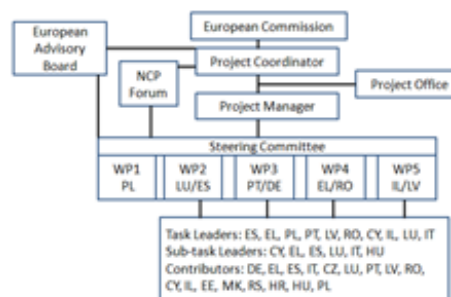 European Commission
European
Advisory
Board
Project Coordinator
NCP
Forum
Project Office
Project Manager
Steering Committee
WP1
PL
WP2
LU/ES
WP3
PT/DE
WP4
EL/RO
WP5
IL/LV
Task Leaders: ES, EL, PL, PT, LV, RO, CY, IL, LU, IT
Sub-task Leaders: CY, EL, ES, LU, IT, HU
Contributors: DE, EL, ES, IT, CZ, LU, PT, LV, RO,
CY, IL, EE, MK, RS, HR, HU, PL